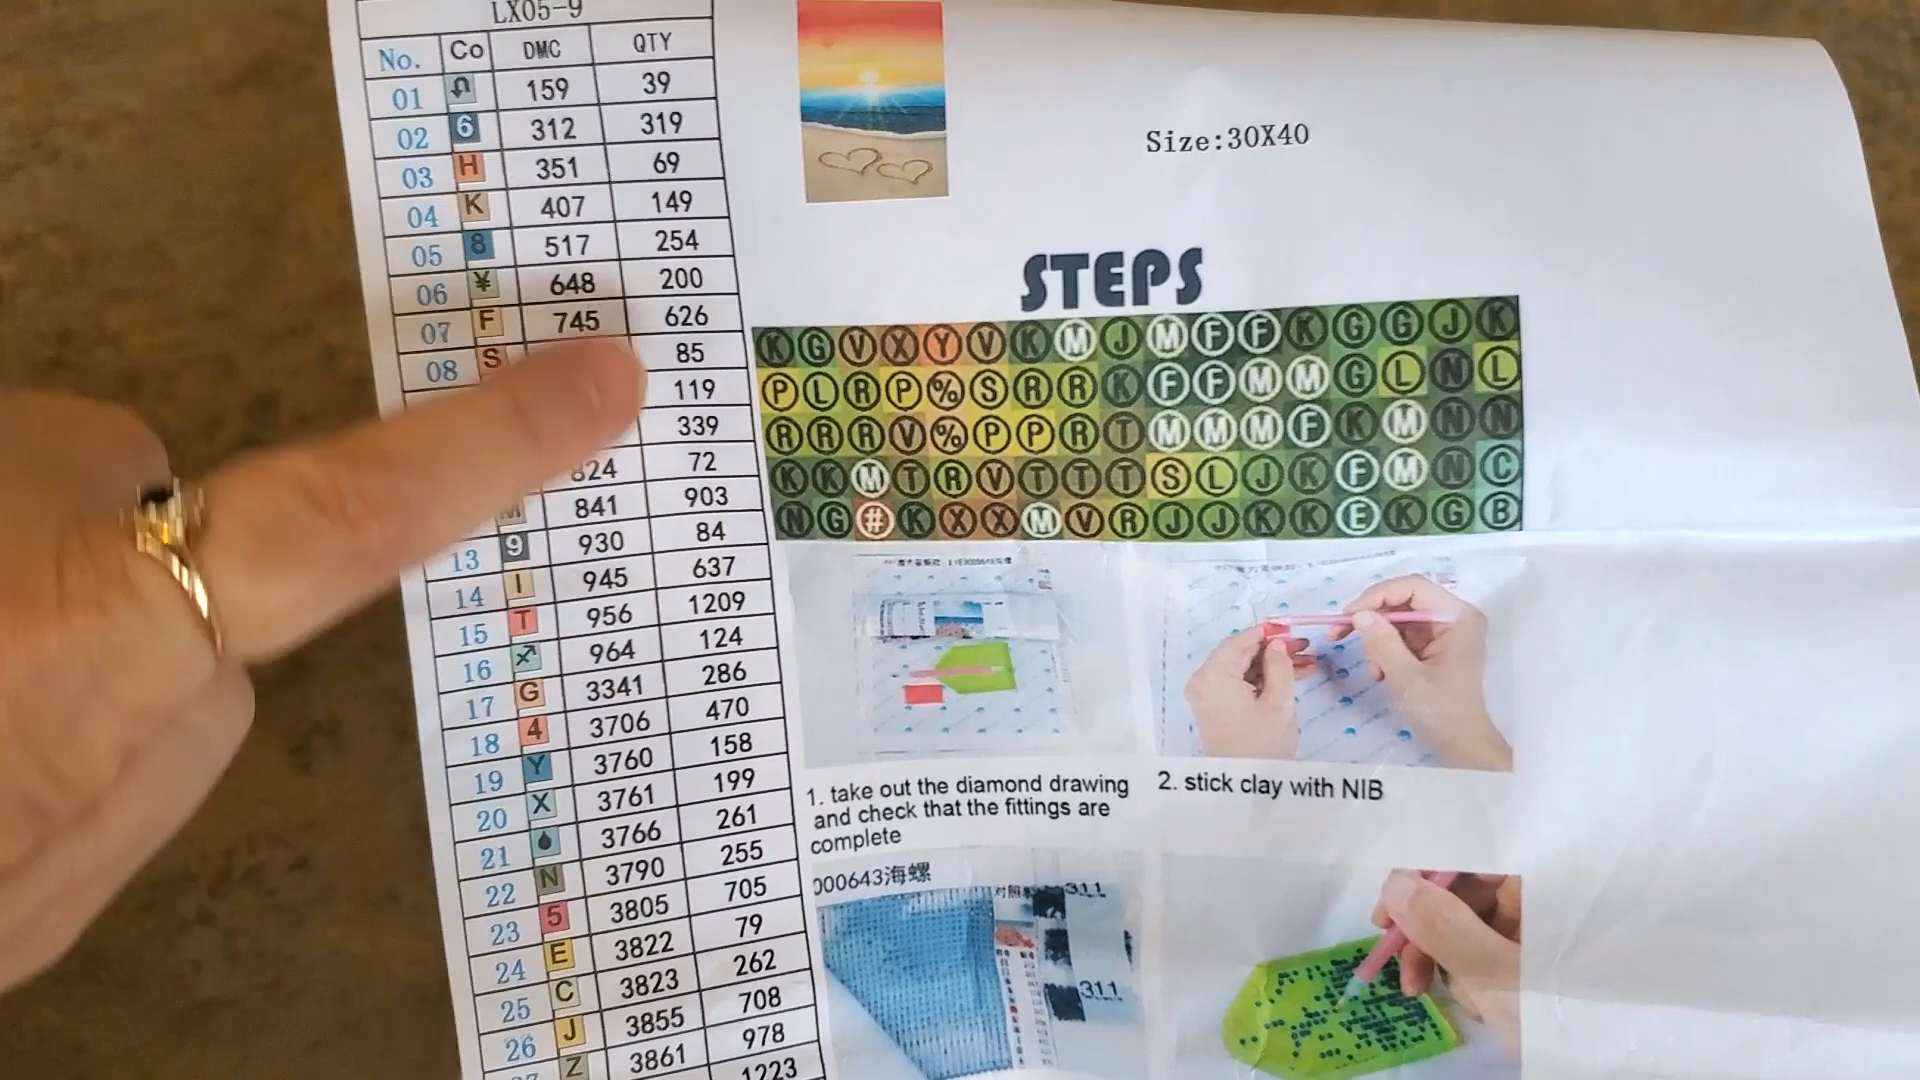 LX05-9
No. Co DMC QTY
01 159 39
02 6 312 319
03 H 351 69
04 K 407 149
05 8 517 254
06 ¥ 648 200
07 F 745 626
08 S 85
119
339
824 72
M 841 903
13 9 930 84
14 I 945 637
15 T 956 1209
16 ♐ 964 124
17 G 3341 286
18 4 3706 470
19 Y 3760 158
20 X 3761 199
21 3766 261
22 N 3790 255
23 5 3805 705
24 E 3822 79
25 C 3823 262
26 J 3855 708
Z 3861 978
1223
Size:30X40
STEPS
K G V X Y V K M J M F F K G G J K
P L R P % S R R K F F M M G L N L
R R R V % P P R T M M M F K M N N
K K M T R V T T T S L J K F M N C
N G # K X X M V R J J K K E K G B
1. take out the diamond drawing
and check that the fittings are
complete
2. stick clay with NIB
000643海螺
311
311